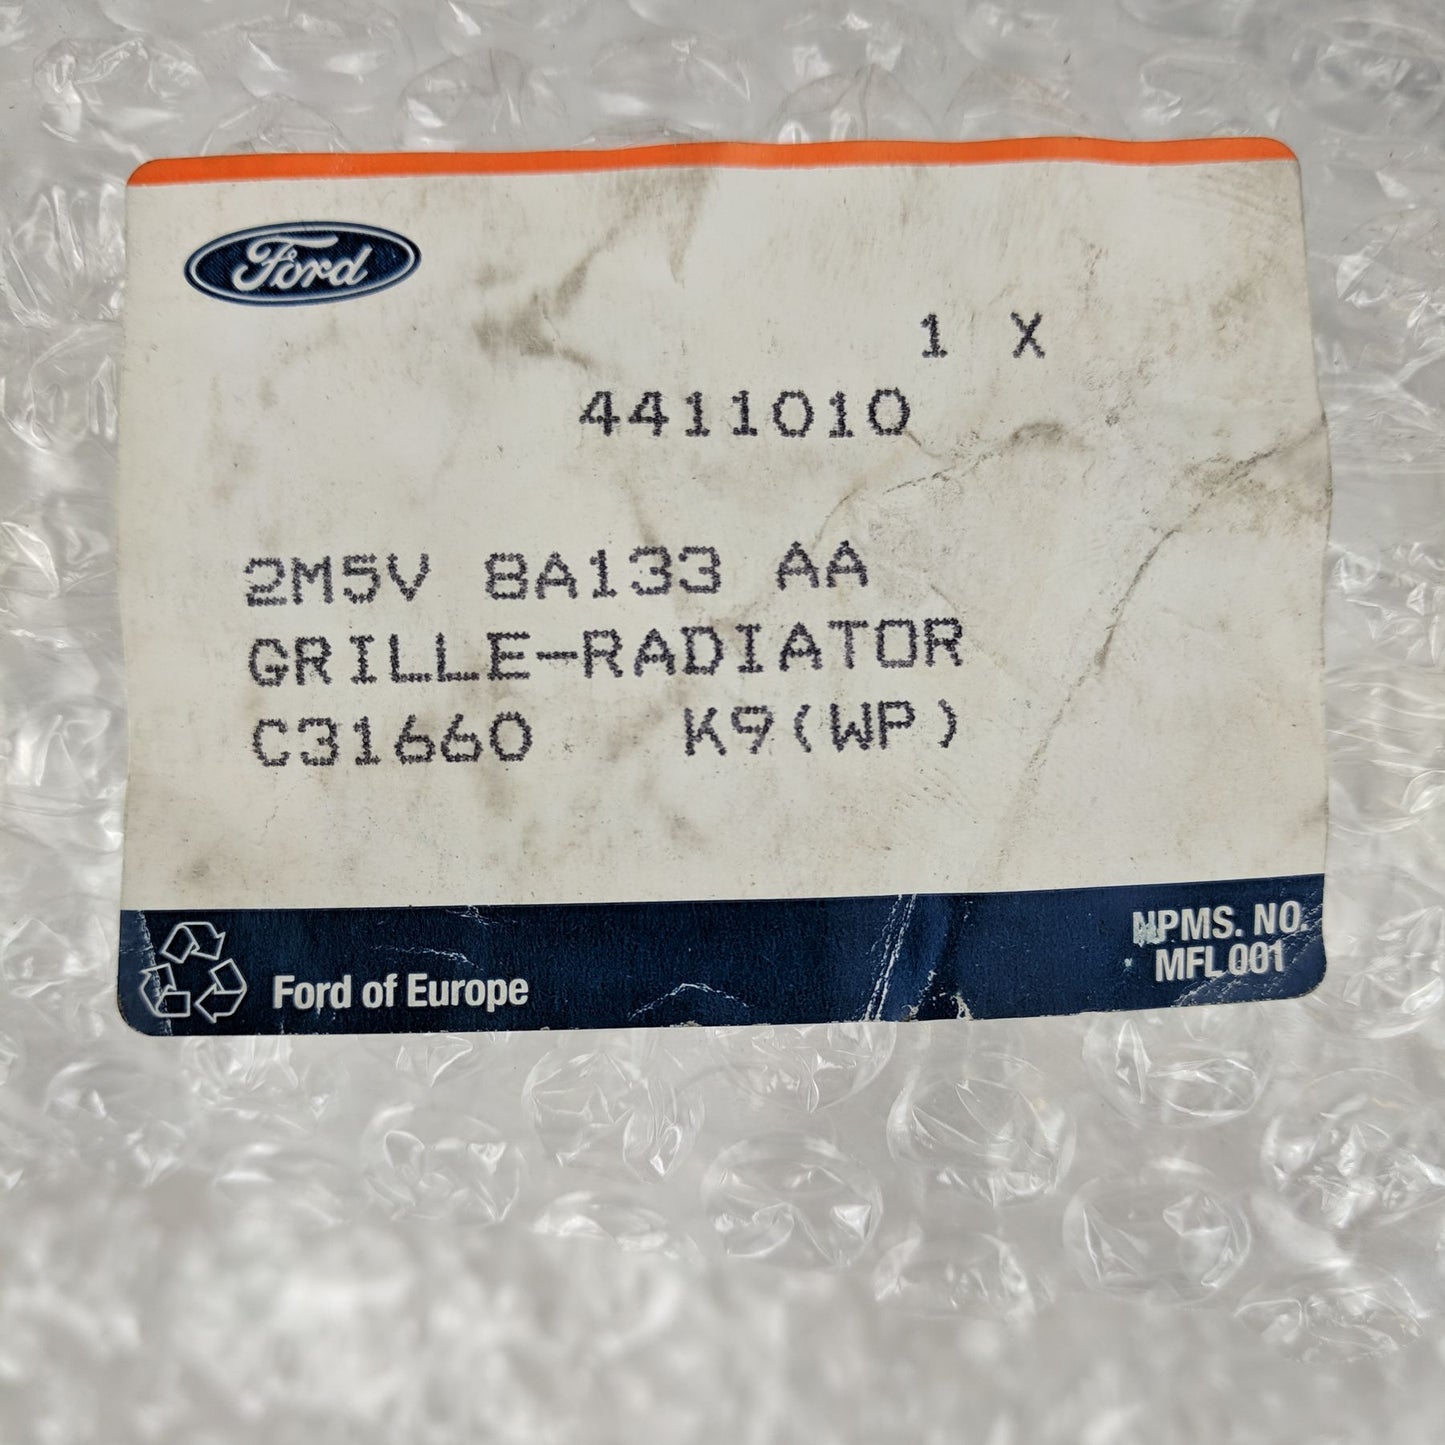 Ford
1 X
4411010
2M5V 8A133 AA
GRILLE-RADIATOR
C31660 K9(WP)
Ford of Europe
NPMS. NO.
MFL 001